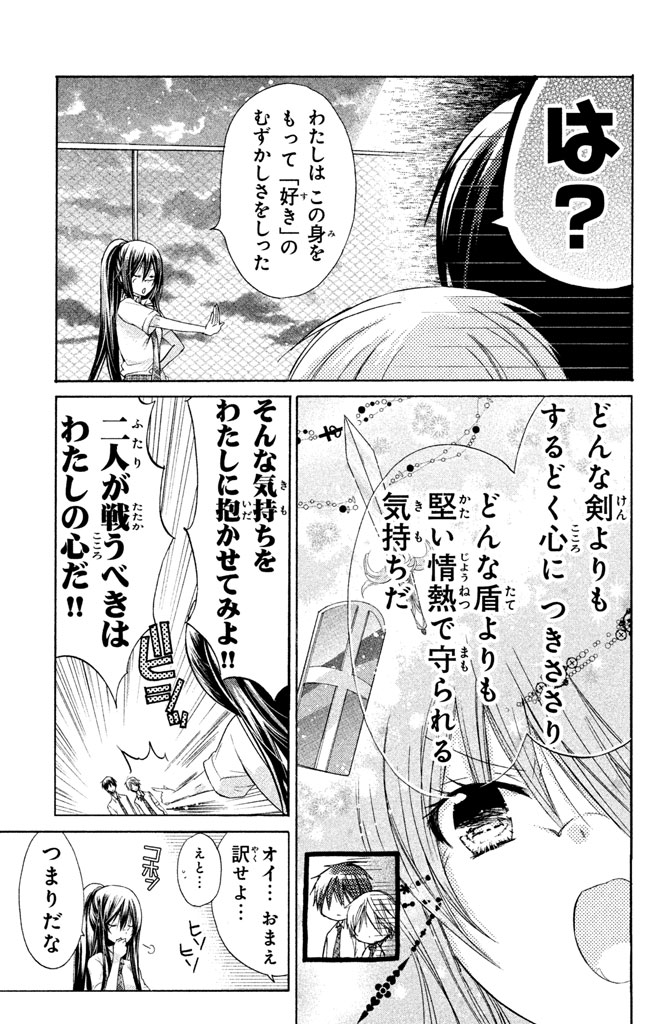 は?
わたしは この身を
もって「好き」の
むずかしさをしった
どんな剣よりも
するどく心に つきささり
どんな盾よりも
堅い情熱で守られる
気持ちだ
そんな気持ちを
わたしに抱かせてみよ!!
二人が戦うべきは
わたしの心だ!!
ビシッ
オイ… おまえ
訳せよ…
えと…
ヒソ
ヒソ
コホン
つまりだな